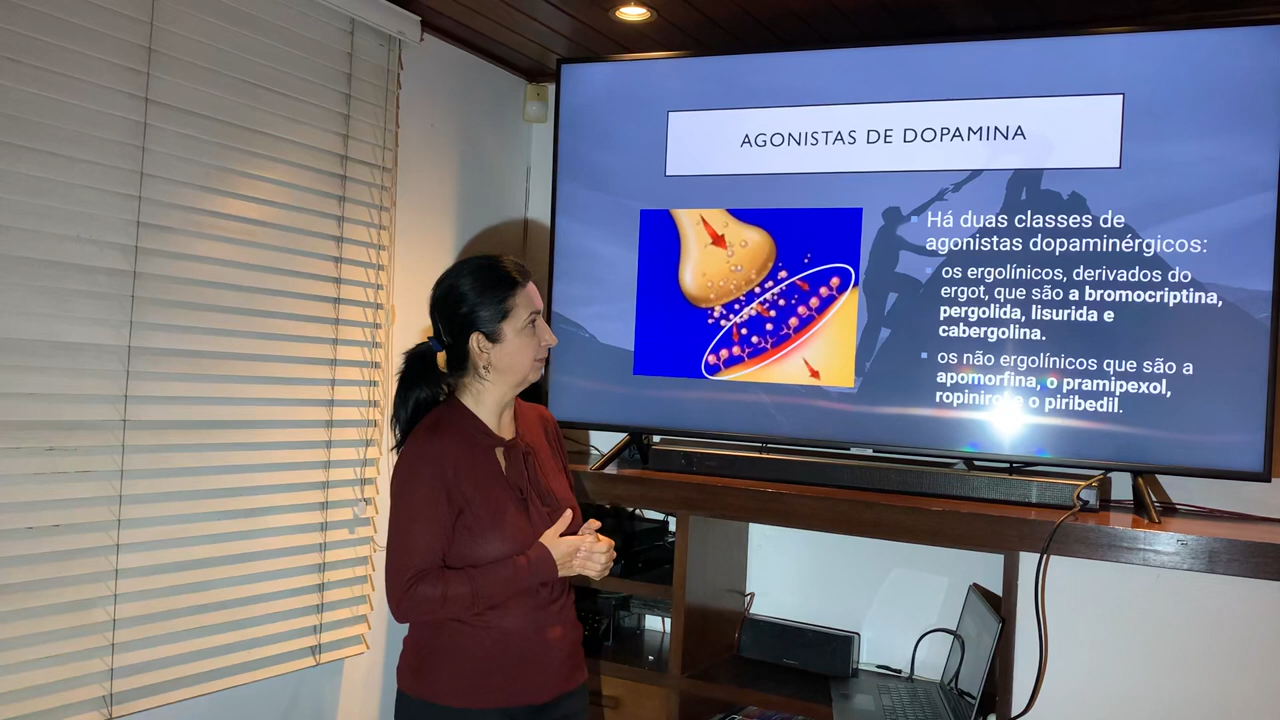 AGONISTAS DE DOPAMINA
Há duas classes de
agonistas dopaminérgicos:
os ergolínicos, derivados do
ergot, que são a bromocriptina,
pergolida, lisurida e
cabergolina.
os não ergolínicos que são a
apomorfina, o pramipexol,
o piribedil.